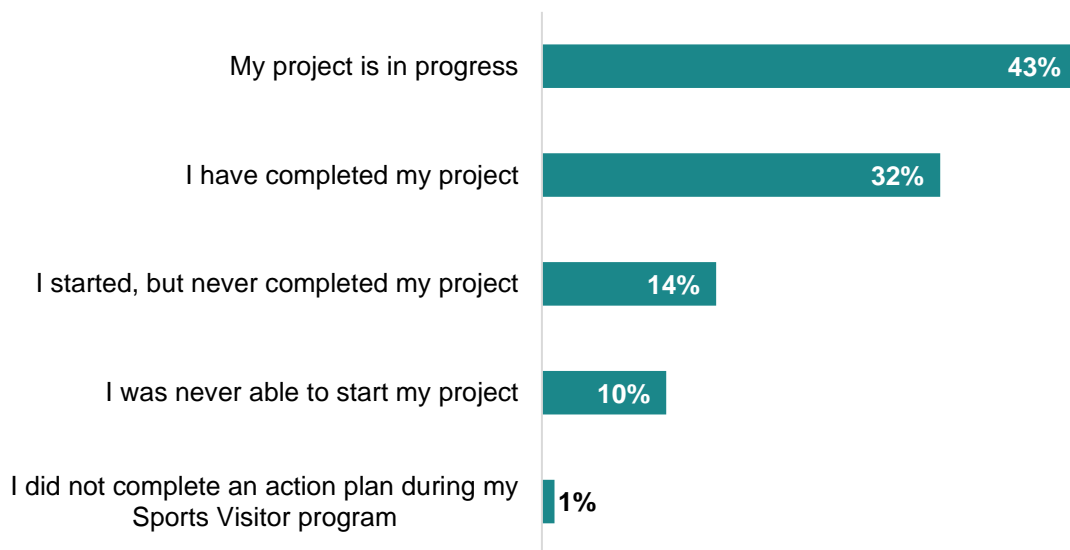 My project is in progress
43%
I have completed my project
32%
I started, but never completed my project
14%
I was never able to start my project
10%
I did not complete an action plan during my
Sports Visitor program
1%